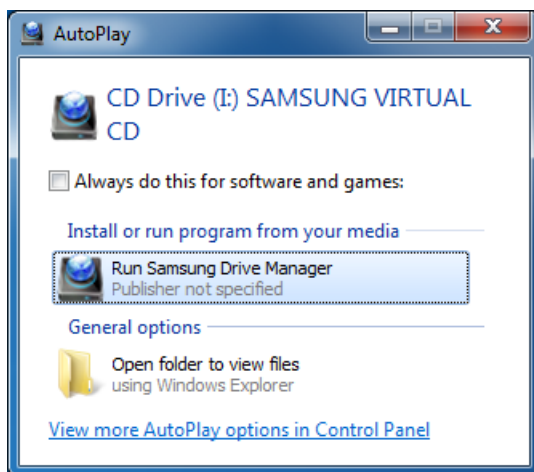 AutoPlay
CD Drive (I:) SAMSUNG VIRTUAL
CD
Always do this for software and games:
Install or run program from your media
Run Samsung Drive Manager
Publisher not specified
General options
Open folder to view files
using Windows Explorer
View more AutoPlay options in Control Panel